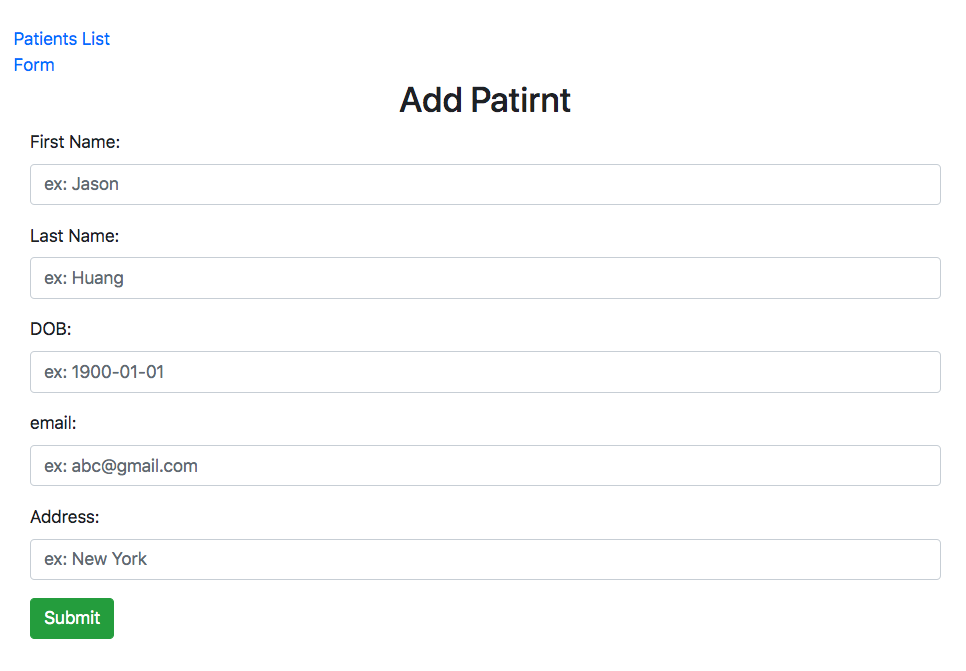 Patients List
Form
Add Patirnt
First Name:
ex: Jason
Last Name:
ex: Huang
DOB:
ex: 1900-01-01
email:
ex: abc@gmail.com
Address:
ex: New York
Submit